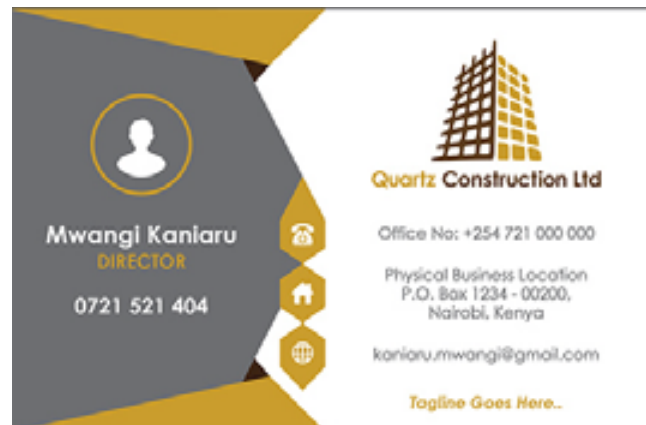 Mwangi Kaniaru
DIRECTOR
0721 521 404
Quartz Construction Ltd
Office No: +254 721 000 000
Physical Business Location
P.O. Box 1234 - 00200,
Nairobi, Kenya
kaniaru.mwangi@gmail.com
Tagline Goes Here..